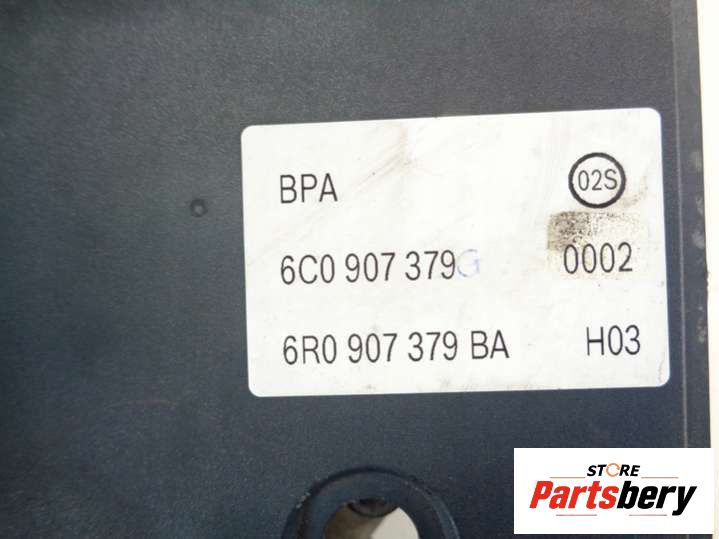 BPA 02S
6C0 907 379G 0002
6R0 907 379 BA H03
STORE
Partsbery